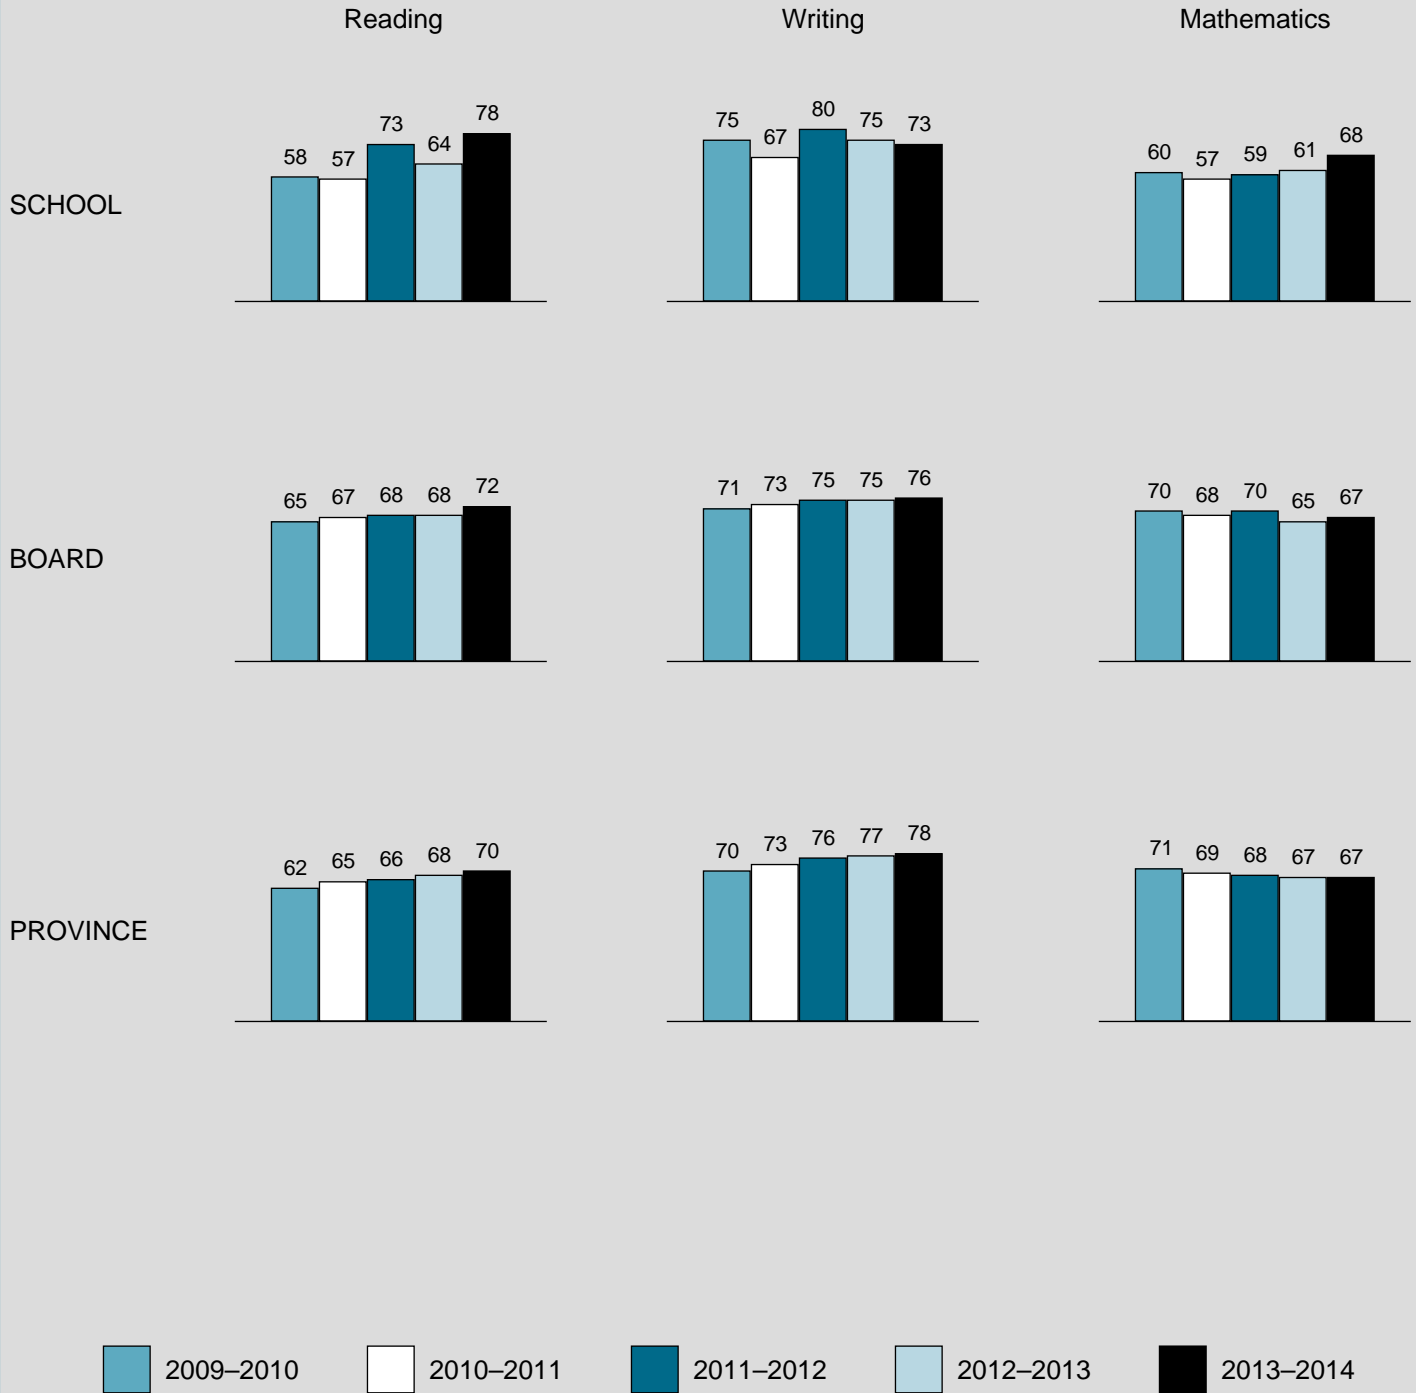 Reading Writing Mathematics
58 57 73 64 78
75 67 80 75 73
60 57 59 61 68
SCHOOL
65 67 68 68 72
71 73 75 75 76
70 68 70 65 67
BOARD
62 65 66 68 70
70 73 76 77 78
71 69 68 67 67
PROVINCE
2009–2010 2010–2011 2011–2012 2012–2013 2013–2014